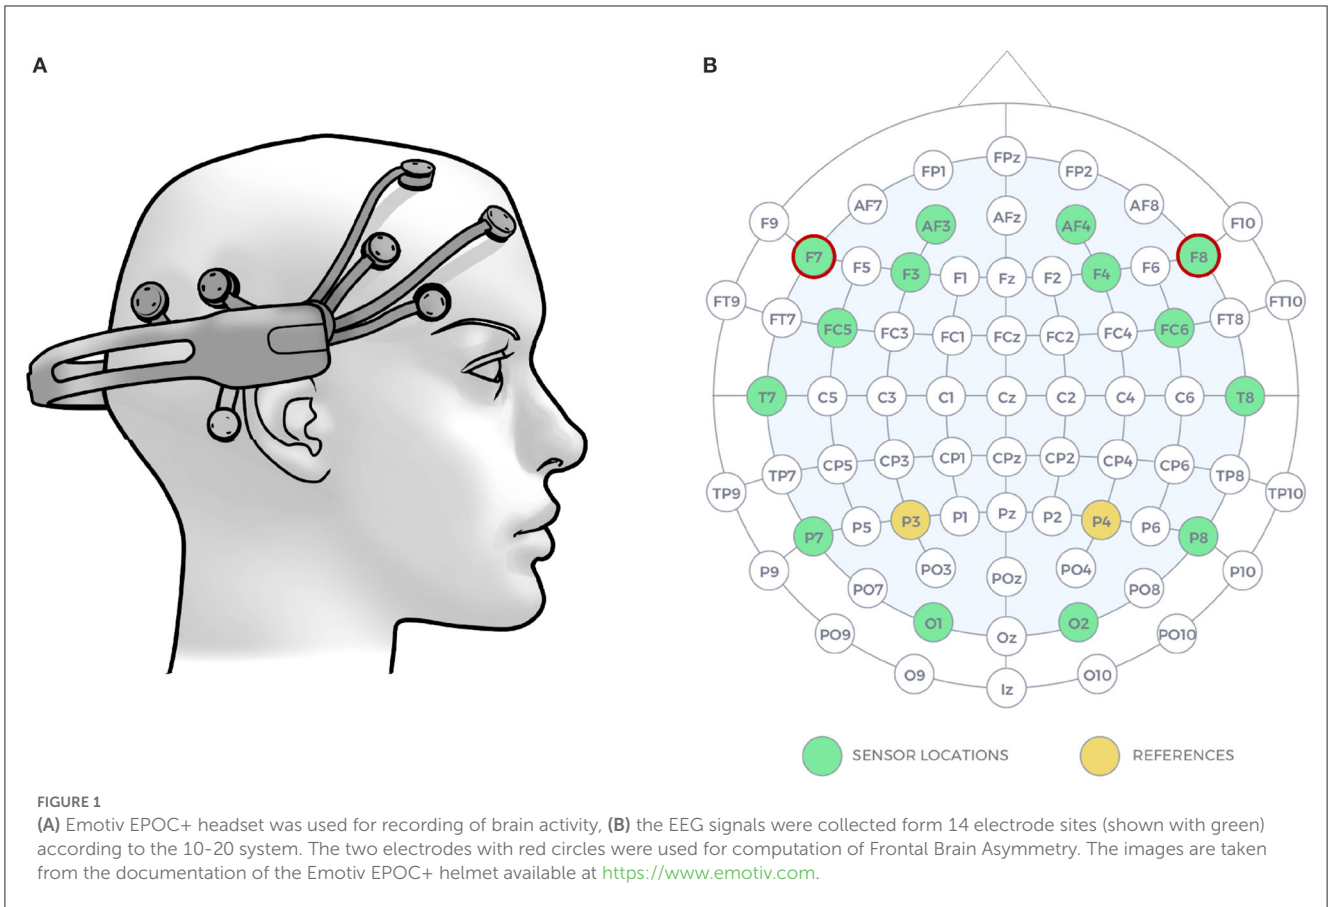 A
B
FPz
FP1
FP2
AF7
AF8
AFz
F9
AF3
AF4
F10
F7
F8
F5
F6
F3
F1
Fz
F2
F4
FT9
FT10
FT7
FT8
FC5
FC3
FC1
FCz
FC2
FC4
FC6
T7
C5
C3
C1
Cz
C2
C4
C6
T8
TP9
TP7
CP5
CP3
CP1
CPz
CP2
CP4
CP6
TP8
TP10
P7
P5
P3
P1
Pz
P2
P4
P6
P8
P9
PO3
POz
PO4
P10
PO7
PO8
PO9
O1
Oz
O2
PO10
O9
Iz
O10
SENSOR LOCATIONS
REFERENCES
FIGURE 1
(A) Emotiv EPOC+ headset was used for recording of brain activity, (B) the EEG signals were collected form 14 electrode sites (shown with green)
according to the 10-20 system. The two electrodes with red circles were used for computation of Frontal Brain Asymmetry. The images are taken
from the documentation of the Emotiv EPOC+ helmet available at https://www.emotiv.com.